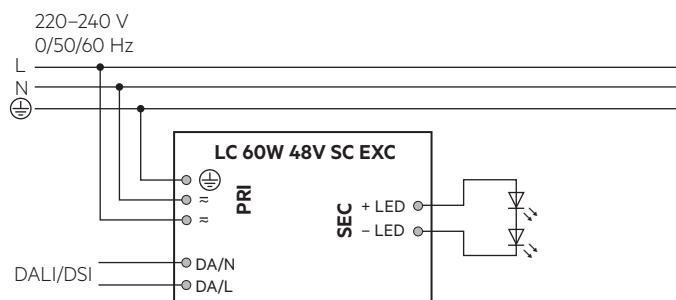 220–240 V
0/50/60 Hz
L
N
LC 60W 48V SC EXC
PRI
≈
≈
SEC
+ LED
– LED
DALI/DSI
DA/N
DA/L